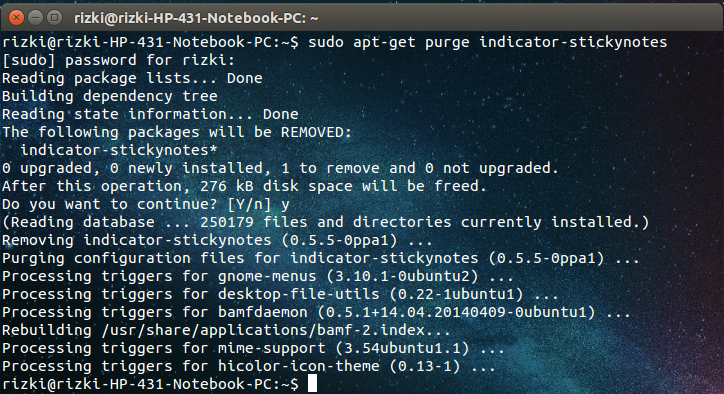 rizki@rizki-HP-431-Notebook-PC: ~
rizki@rizki-HP-431-Notebook-PC:~$ sudo apt-get purge indicator-stickynotes
[sudo] password for rizki:
Reading package lists... Done
Building dependency tree
Reading state information... Done
The following packages will be REMOVED:
  indicator-stickynotes*
0 upgraded, 0 newly installed, 1 to remove and 0 not upgraded.
After this operation, 276 kB disk space will be freed.
Do you want to continue? [Y/n] y
(Reading database ... 250179 files and directories currently installed.)
Removing indicator-stickynotes (0.5.5-0ppa1) ...
Purging configuration files for indicator-stickynotes (0.5.5-0ppa1) ...
Processing triggers for gnome-menus (3.10.1-0ubuntu2) ...
Processing triggers for desktop-file-utils (0.22-1ubuntu1) ...
Processing triggers for bamfdaemon (0.5.1+14.04.20140409-0ubuntu1) ...
Rebuilding /usr/share/applications/bamf-2.index...
Processing triggers for mime-support (3.54ubuntu1.1) ...
Processing triggers for hicolor-icon-theme (0.13-1) ...
rizki@rizki-HP-431-Notebook-PC:~$